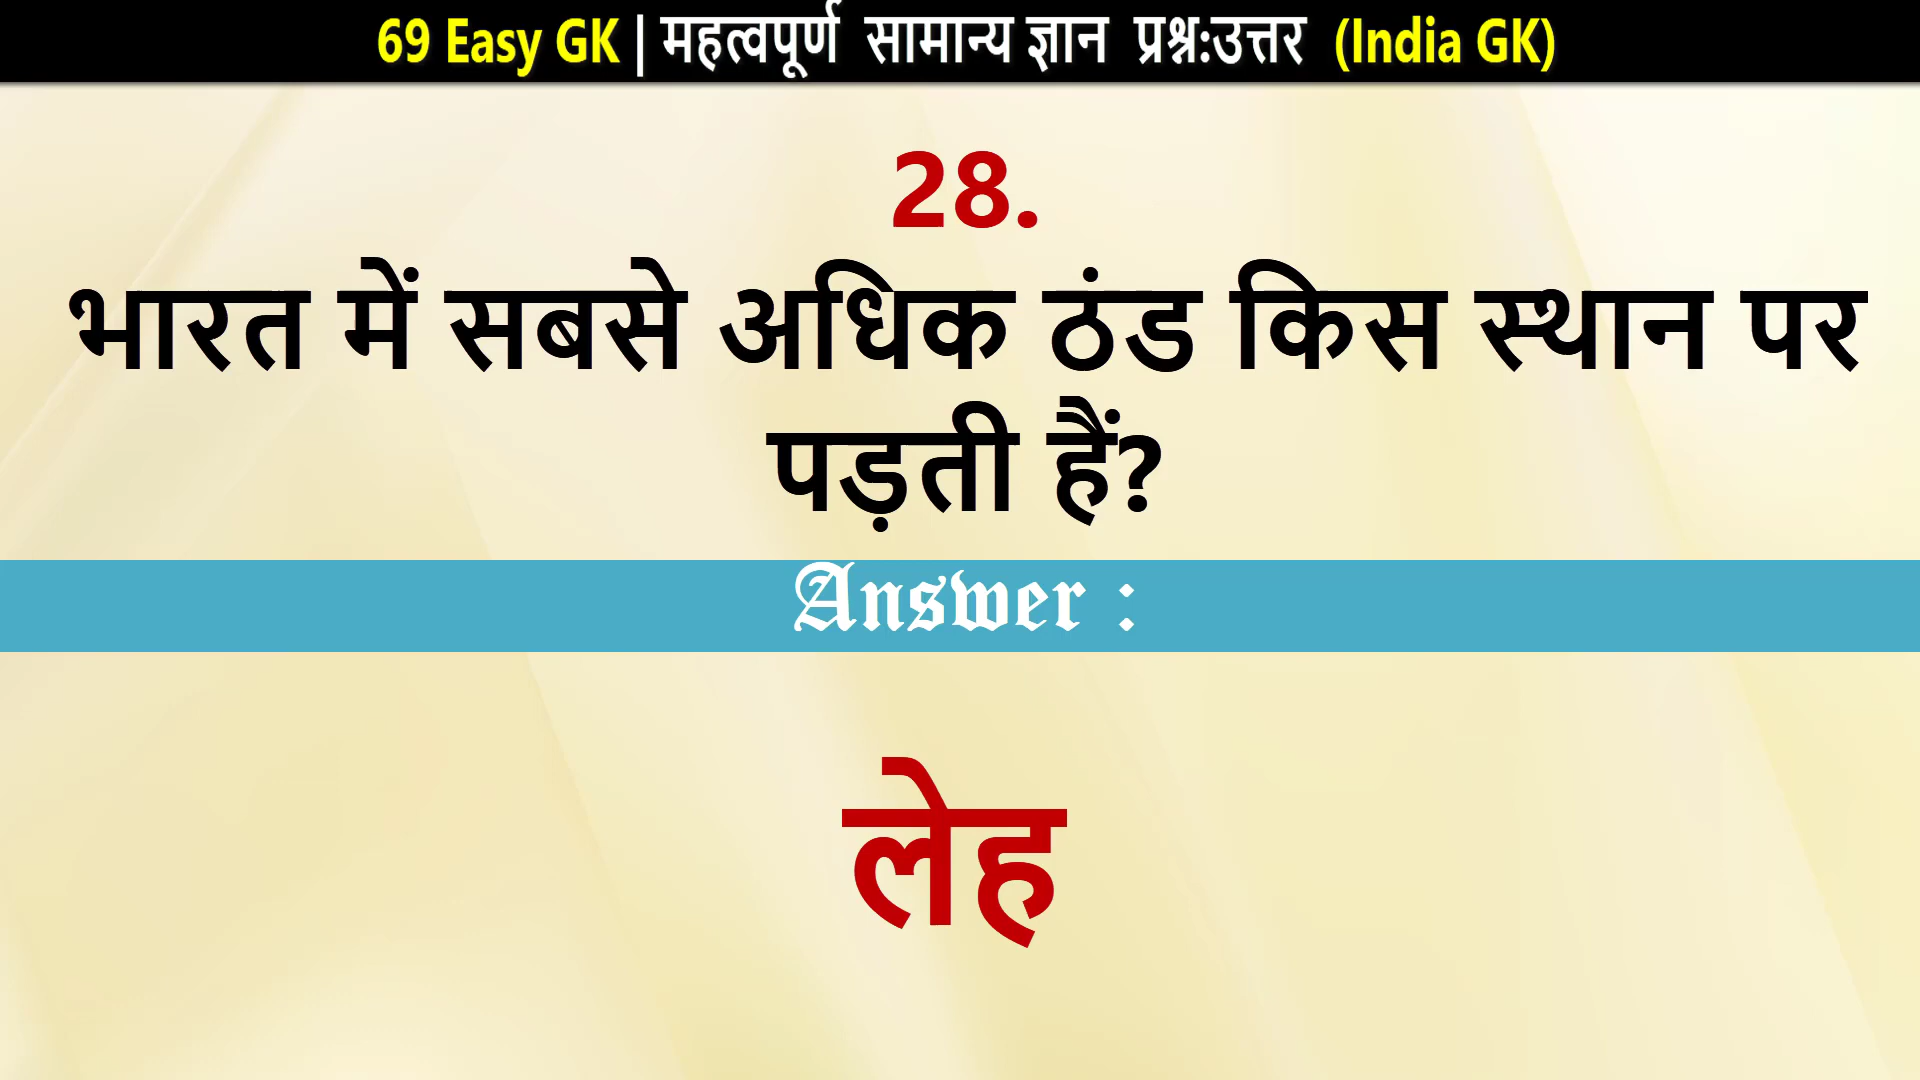 69 Easy GK | महत्वपूर्ण सामान्य ज्ञान प्रश्न:उत्तर (India GK)
28.
भारत में सबसे अधिक ठंड किस स्थान पर
पड़ती हैं?
Answer :
लेह